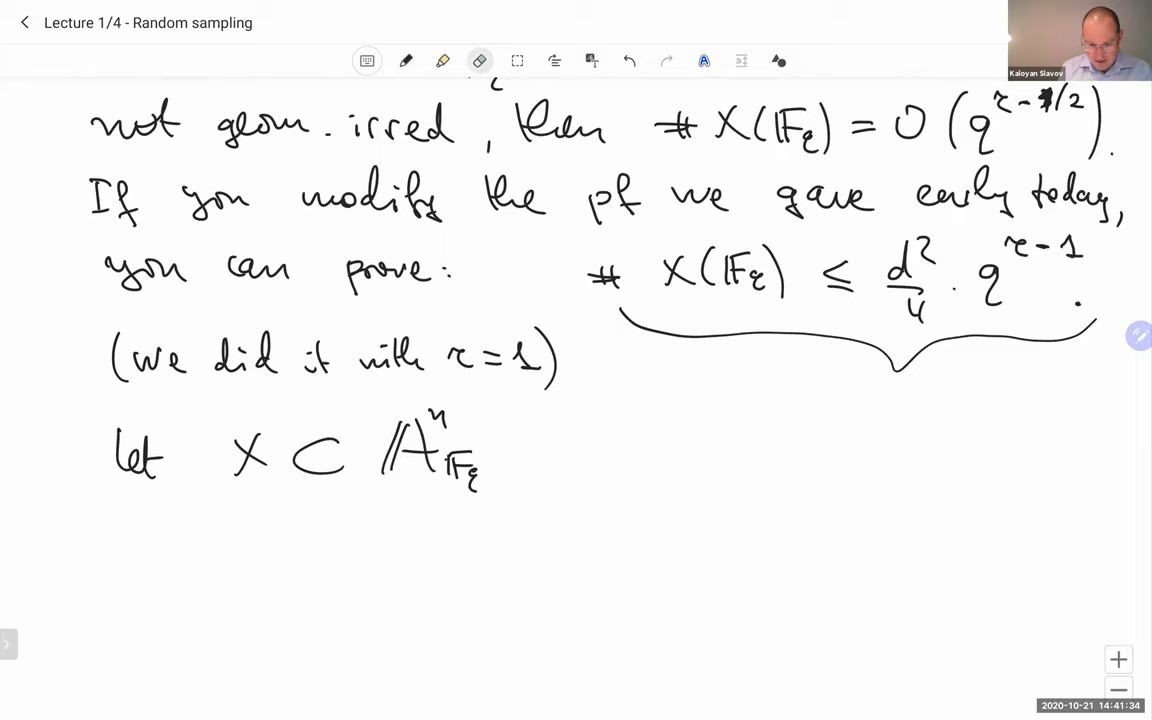 Lecture 1/4 - Random sampling
Kaloyan Slavov
not geom. irred, then # X(𝔽_q) = O(q^{r-1/2}).
If you modify the pf we gave early today,
you can prove: # X(𝔽_q) ≤ d²/4 · q^{r-1}.
(we did it with r=1)
let X ⊂ 𝔸ⁿ_{𝔽_q}
2020-10-21 14:41:34